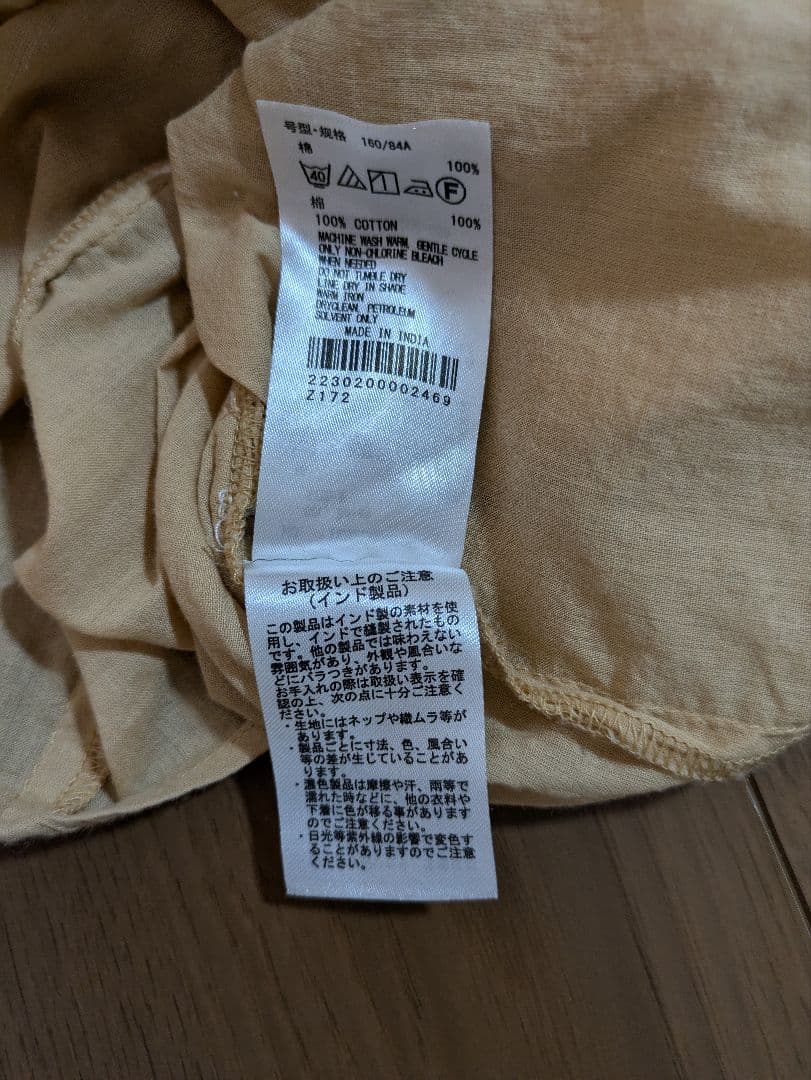 号型・規格 160/84A
棉 100%
40 F
棉 100%
100% COTTON
MACHINE WASH WARM, GENTLE CYCLE
ONLY NON-CHLORINE BLEACH
WHEN NEEDED
DO NOT TUMBLE DRY
LINE DRY IN SHADE
WARM IRON
DRYCLEAN, PETROLEUM
SOLVENT ONLY
MADE IN INDIA
2230200002469
Z172
お取扱い上のご注意
(インド製品)
この製品はインド製の素材を使
用し、インドで縫製されたもの
です。他の製品では味わえない
雰囲気があり、外観や風合いな
どにバラつきがあります。
お手入れの際は取扱い表示を確
認の上、次の点に十分ご注意く
ださい。
・生地にはネップや織ムラ等が
あります。
・製品ごとに寸法、色、風合い
等の差が生じていることがあ
ります。
・濃色製品は摩擦や汗、雨等で
濡れた時などに、他の衣料や
下着に色が移る事があります
のでご注意ください。
・日光等紫外線の影響で変色す
ることがありますのでご注意
ください。